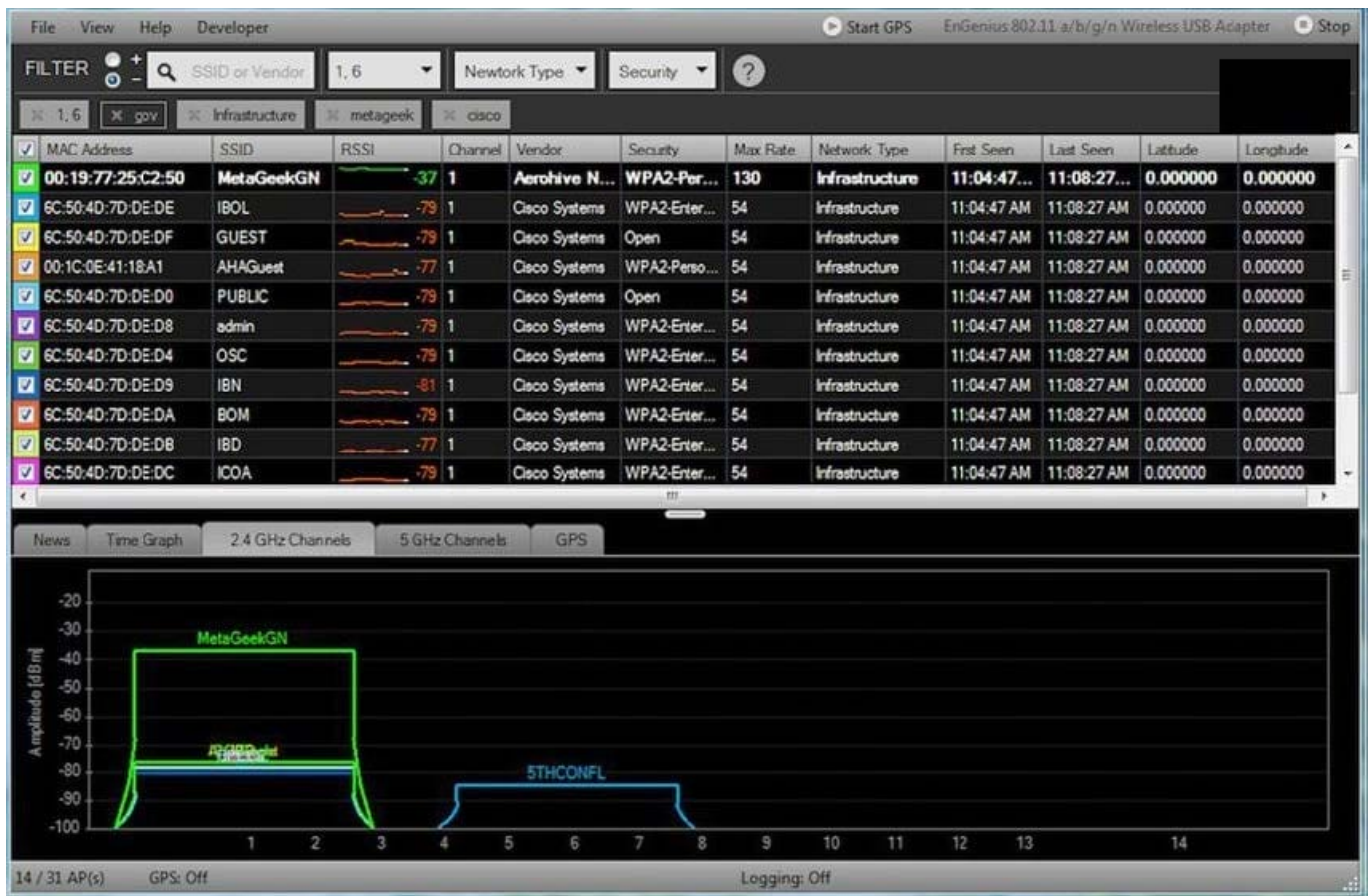 File View Help Developer Start GPS EnGenius 802.11 a/b/g/n Wireless USB Adapter Stop
FILTER + - SSID or Vendor 1, 6 Newtork Type Security ?
1, 6 gov Infrastructure metageek cisco
MAC Address SSID RSSI Channel Vendor Security Max Rate Network Type First Seen Last Seen Latitude Longitude
00:19:77:25:C2:50 MetaGeekGN -37 1 Aerohive N... WPA2-Per... 130 Infrastructure 11:04:47... 11:08:27... 0.000000 0.000000
6C:50:4D:7D:DE:DE IBOL -79 1 Cisco Systems WPA2-Enter... 54 Infrastructure 11:04:47 AM 11:08:27 AM 0.000000 0.000000
6C:50:4D:7D:DE:DF GUEST -79 1 Cisco Systems Open 54 Infrastructure 11:04:47 AM 11:08:27 AM 0.000000 0.000000
00:1C:0E:41:18:A1 AHAGuest -77 1 Cisco Systems WPA2-Perso... 54 Infrastructure 11:04:47 AM 11:08:27 AM 0.000000 0.000000
6C:50:4D:7D:DE:D0 PUBLIC -79 1 Cisco Systems Open 54 Infrastructure 11:04:47 AM 11:08:27 AM 0.000000 0.000000
6C:50:4D:7D:DE:D8 admin -79 1 Cisco Systems WPA2-Enter... 54 Infrastructure 11:04:47 AM 11:08:27 AM 0.000000 0.000000
6C:50:4D:7D:DE:D4 OSC -79 1 Cisco Systems WPA2-Enter... 54 Infrastructure 11:04:47 AM 11:08:27 AM 0.000000 0.000000
6C:50:4D:7D:DE:D9 IBN -81 1 Cisco Systems WPA2-Enter... 54 Infrastructure 11:04:47 AM 11:08:27 AM 0.000000 0.000000
6C:50:4D:7D:DE:DA BOM -79 1 Cisco Systems WPA2-Enter... 54 Infrastructure 11:04:47 AM 11:08:27 AM 0.000000 0.000000
6C:50:4D:7D:DE:DB IBD -77 1 Cisco Systems WPA2-Enter... 54 Infrastructure 11:04:47 AM 11:08:27 AM 0.000000 0.000000
6C:50:4D:7D:DE:DC ICOA -79 1 Cisco Systems WPA2-Enter... 54 Infrastructure 11:04:47 AM 11:08:27 AM 0.000000 0.000000
News Time Graph 2.4 GHz Channels 5 GHz Channels GPS
Amplitude [dBm]
-20
-30
MetaGeekGN
-40
-50
-60
-70
-80
5THCONFL
-90
-100
1 2 3 4 5 6 7 8 9 10 11 12 13 14
14 / 31 AP(s) GPS: Off Logging: Off